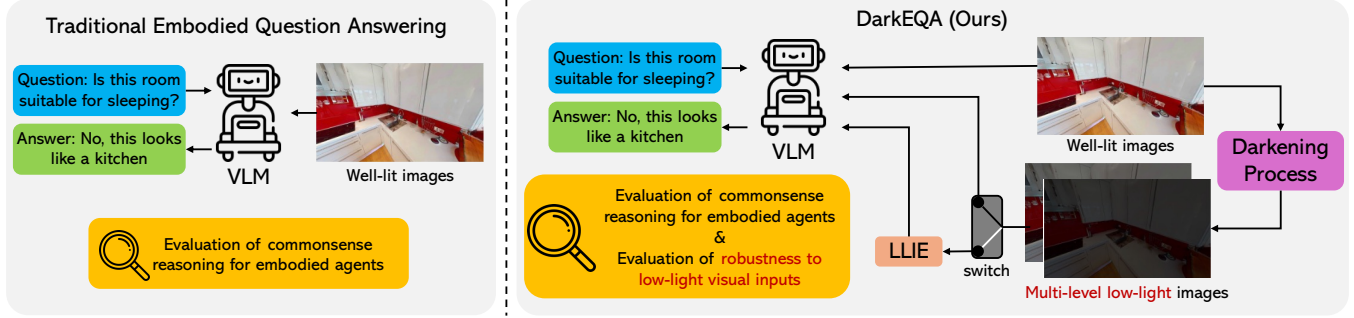 Traditional Embodied Question Answering
Question: Is this room
suitable for sleeping?
Answer: No, this looks
like a kitchen
VLM
Well-lit images
Evaluation of commonsense
reasoning for embodied agents
DarkEQA (Ours)
Question: Is this room
suitable for sleeping?
Answer: No, this looks
like a kitchen
VLM
Well-lit images
Darkening
Process
Evaluation of commonsense
reasoning for embodied agents
&
Evaluation of robustness to
low-light visual inputs
LLIE
switch
Multi-level low-light images